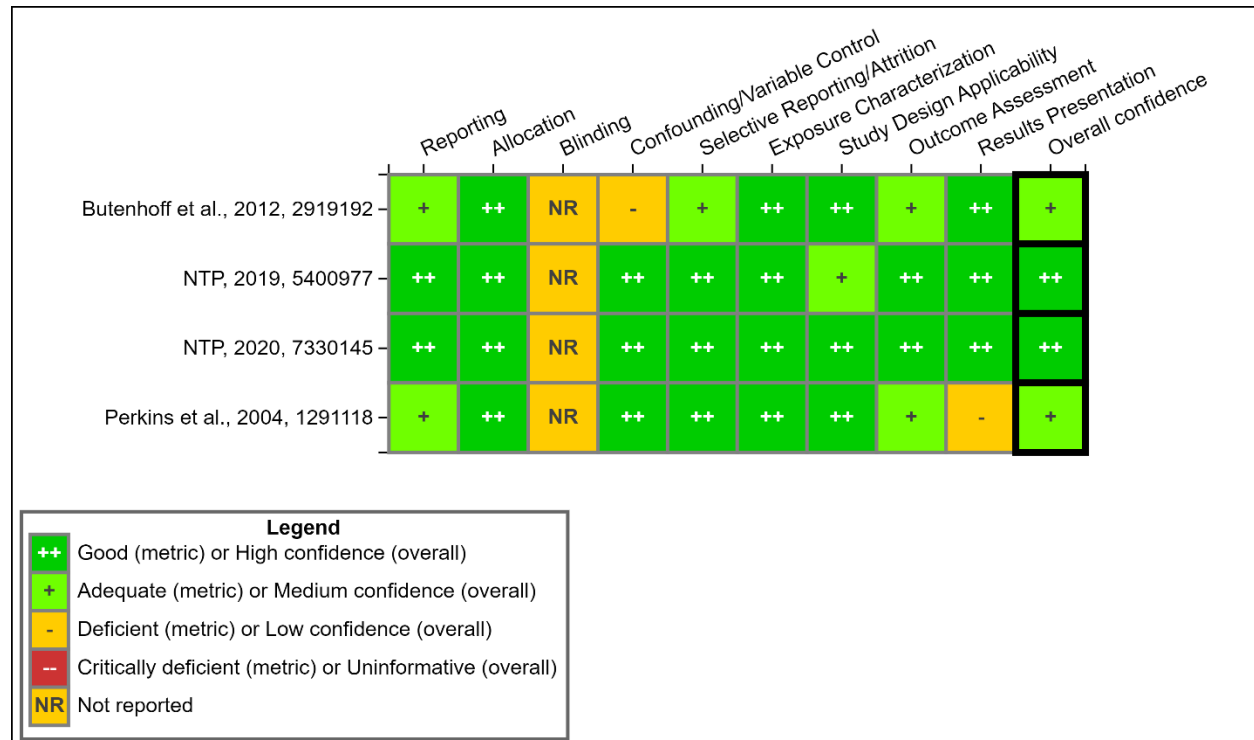 Reporting
Allocation
Blinding
Confounding/Variable Control
Selective Reporting/Attrition
Exposure Characterization
Study Design Applicability
Outcome Assessment
Results Presentation
Overall confidence
Butenhoff et al., 2012, 2919192 + ++ NR - + ++ ++ + ++ +
NTP, 2019, 5400977 ++ ++ NR ++ ++ ++ + ++ ++ ++
NTP, 2020, 7330145 ++ ++ NR ++ ++ ++ ++ ++ ++ ++
Perkins et al., 2004, 1291118 + ++ NR ++ ++ ++ ++ + - +
Legend
++ Good (metric) or High confidence (overall)
+ Adequate (metric) or Medium confidence (overall)
- Deficient (metric) or Low confidence (overall)
-- Critically deficient (metric) or Uninformative (overall)
NR Not reported